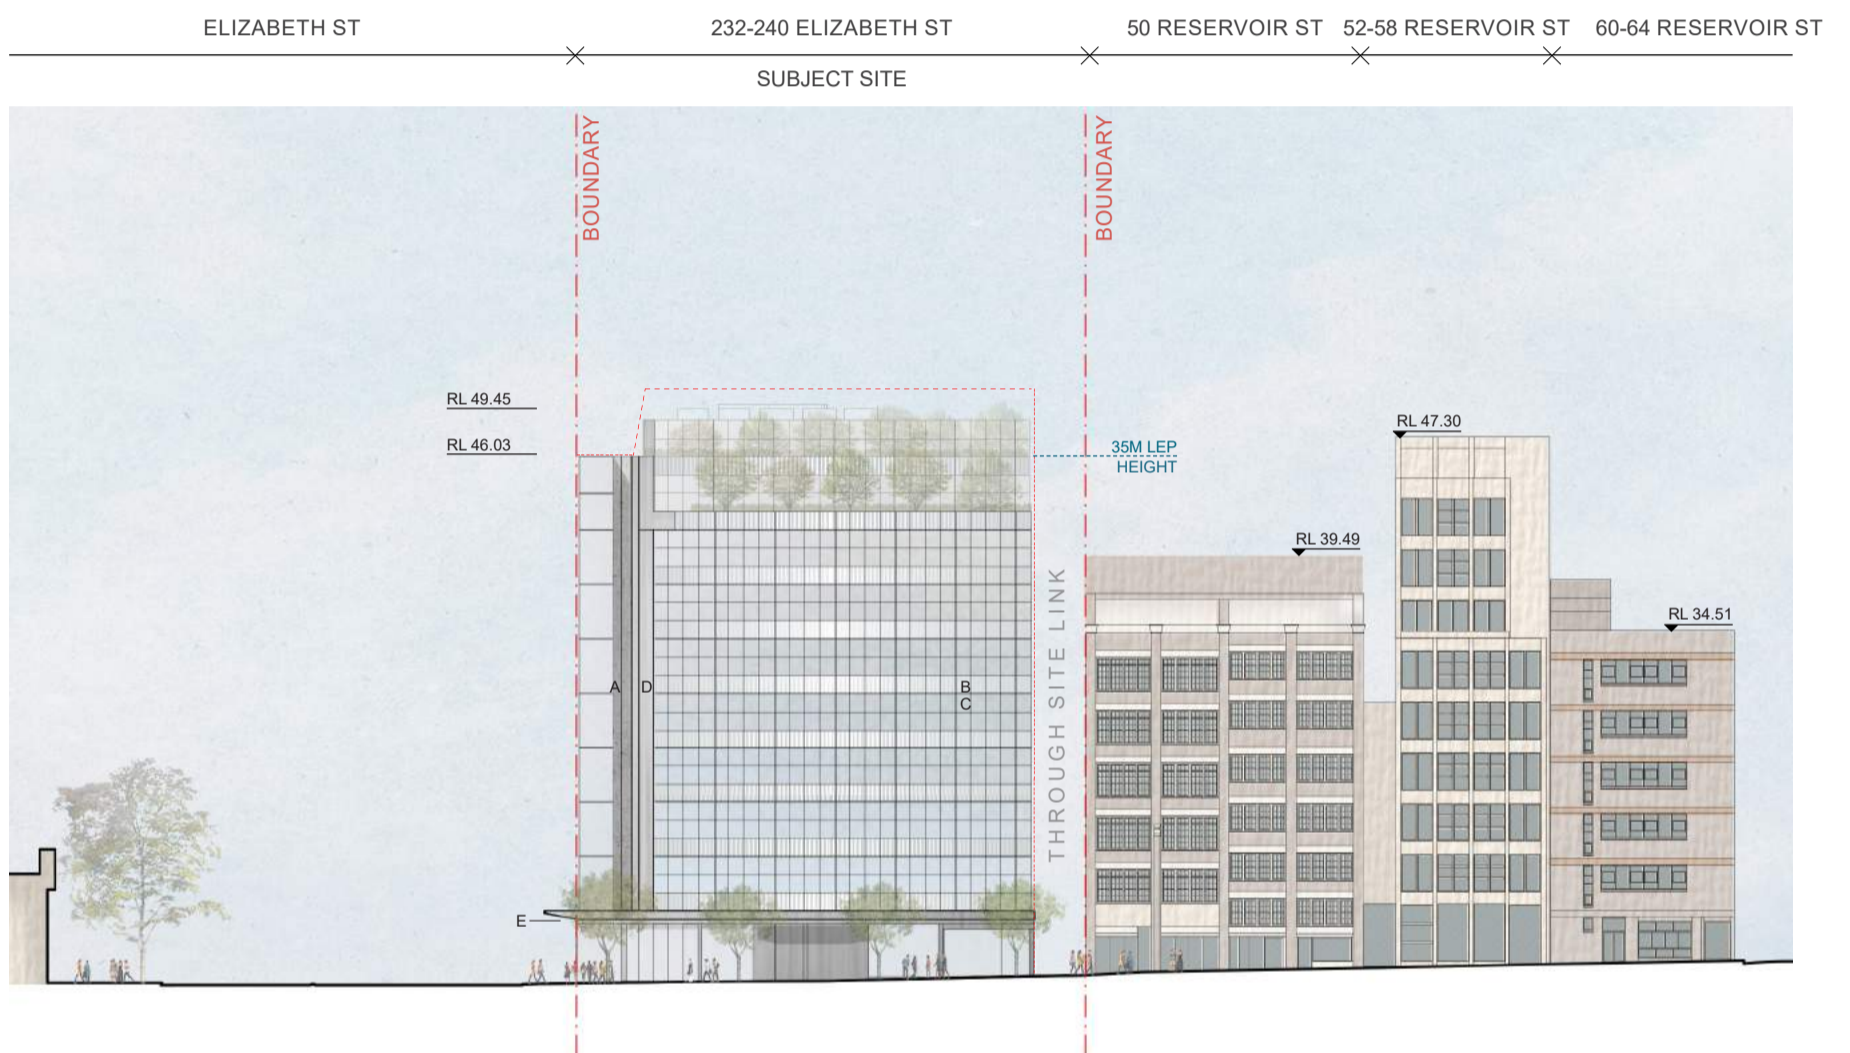 ELIZABETH ST
232-240 ELIZABETH ST
50 RESERVOIR ST
52-58 RESERVOIR ST
60-64 RESERVOIR ST
SUBJECT SITE
BOUNDARY
BOUNDARY
RL 49.45
RL 46.03
35M LEP
HEIGHT
RL 47.30
RL 39.49
RL 34.51
THROUGH SITE LINK
A
D
B
C
E